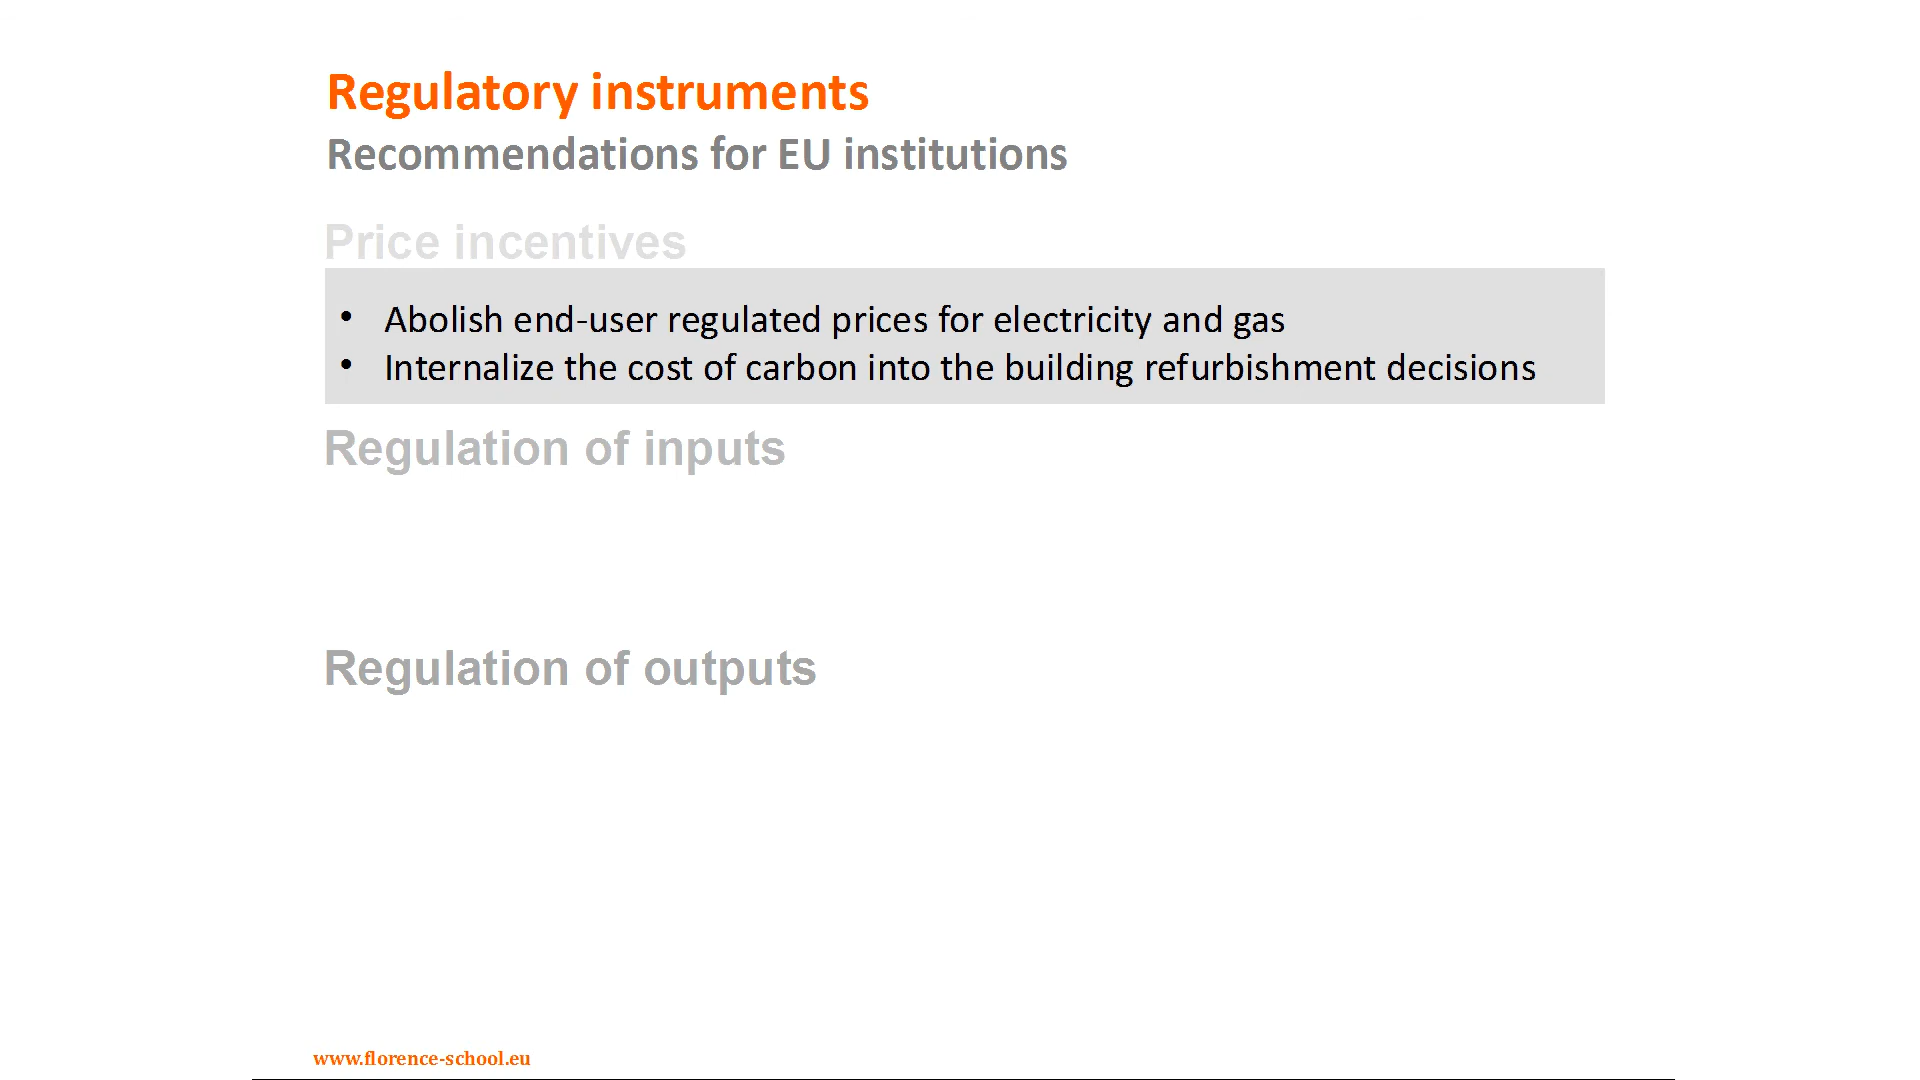 Regulatory instruments
Recommendations for EU institutions
Price incentives
• Abolish end-user regulated prices for electricity and gas
• Internalize the cost of carbon into the building refurbishment decisions
Regulation of inputs
Regulation of outputs
www.florence-school.eu